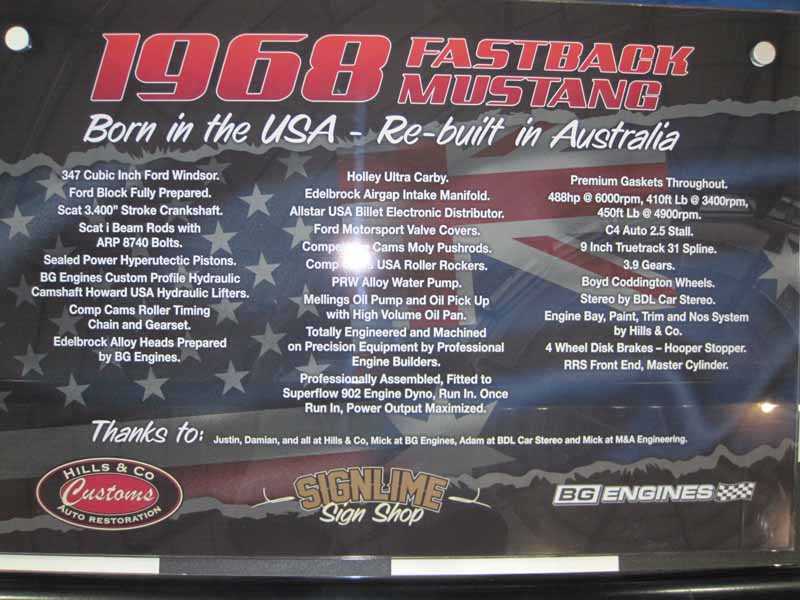 1968 FASTBACK
MUSTANG
Born in the USA - Re-built in Australia
347 Cubic Inch Ford Windsor.
Ford Block Fully Prepared.
Scat 3.400" Stroke Crankshaft.
Scat i Beam Rods with
ARP 8740 Bolts.
Sealed Power Hyperutectic Pistons.
BG Engines Custom Profile Hydraulic
Camshaft Howard USA Hydraulic Lifters.
Comp Cams Roller Timing
Chain and Gearset.
Edelbrock Alloy Heads Prepared
by BG Engines.
Holley Ultra Carby.
Edelbrock Airgap Intake Manifold.
Allstar USA Billet Electronic Distributor.
Ford Motorsport Valve Covers.
Cams Moly Pushrods.
Comp USA Roller Rockers.
PRW Alloy Water Pump.
Mellings Oil Pump and Oil Pick Up
with High Volume Oil Pan.
Totally Engineered and Machined
on Precision Equipment by Professional
Engine Builders.
Professionally Assembled, Fitted to
Superflow 902 Engine Dyno, Run In. Once
Run In, Power Output Maximized.
Premium Gaskets Throughout.
488hp @ 6000rpm, 410ft Lb @ 3400rpm,
450ft Lb @ 4900rpm.
C4 Auto 2.5 Stall.
9 Inch Truetrack 31 Spline.
3.9 Gears.
Boyd Coddington Wheels.
Stereo by BDL Car Stereo.
Engine Bay, Paint, Trim and Nos System
by Hills & Co.
4 Wheel Disk Brakes – Hooper Stopper.
RRS Front End, Master Cylinder.
Thanks to: Justin, Damian, and all at Hills & Co, Mick at BG Engines, Adam at BDL Car Stereo and Mick at M&A Engineering.
HILLS & CO
Customs
AUTO RESTORATION
SIGNLIME
Sign Shop
BG ENGINES